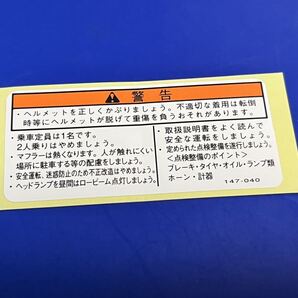 警告
・ヘルメットを正しくかぶりましょう。不適切な着用は転倒
時等にヘルメットが脱げて重傷を負うおそれがあります。
・乗車定員は1名です。
2人乗りはやめましょう。
・マフラーは熱くなります。人が触れにくい
場所に駐車する等の配慮をしましょう。
・安全運転、迷惑防止のため不正改造はやめましょう。
・ヘッドランプを昼間はロービーム点灯しましょう。
・取扱説明書をよく読んで
安全な運転をしましょう。
・定められた点検整備を遂行しましょう。
<点検整備のポイント>
ブレーキ・タイヤ・オイル・ランプ類
ホーン・計器
147-040